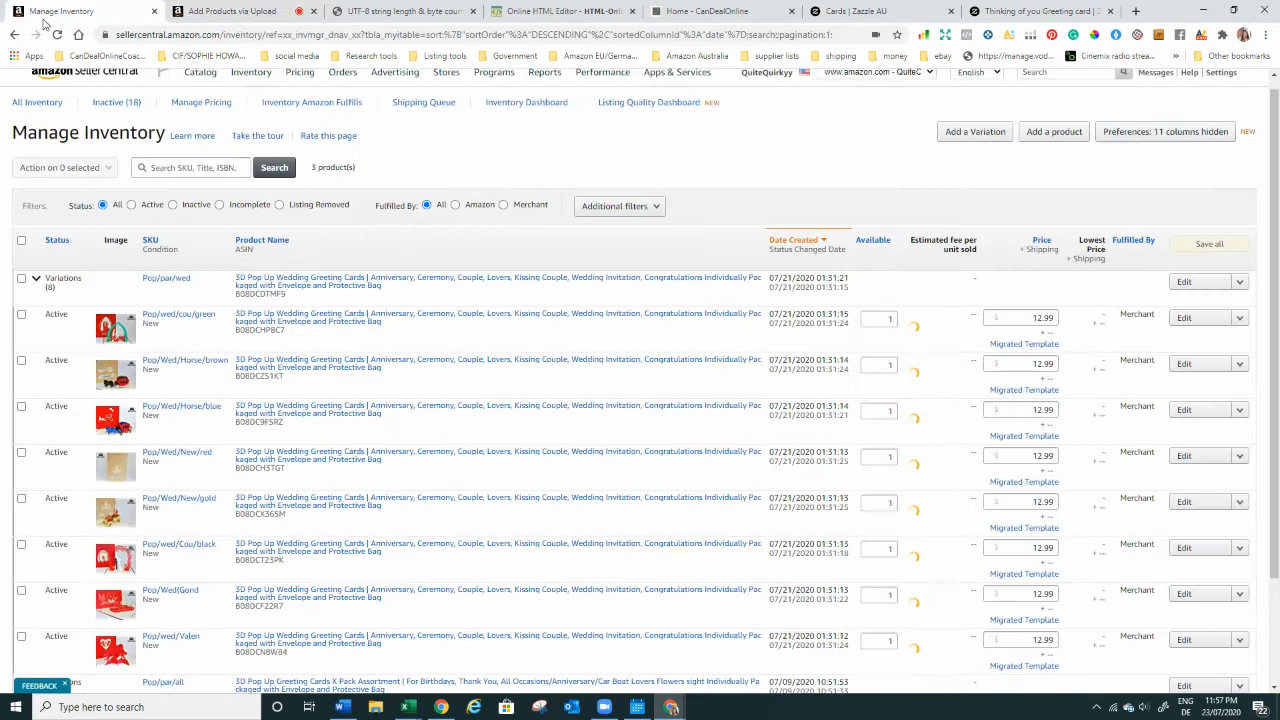 Manage Inventory
Add Products via Upload
UTF-8 string length & byte coun
Online HTML Editor - HTML-Onl
Home - CanDealOnline
Cards | Zazzle AU
Thinking of you Greeting card | Z
sellercentral.amazon.com/inventory/ref=xx_invmgr_dnav_xx?tbla_myitable=sort:%7B"sortOrder"%3A"DESCENDING"%2C"sortedColumnId"%3A"date"%7D;search:;pagination:1;
Apps
CanDealOnlineCo...
CIF/SOPHIE HOWA...
social media
Research tools
Listing tools
Government
Amazon EU/Germa...
Amazon Australia
supplier lists
shipping
money
ebay
https://manage.vod...
Cinemx radio strea...
»
Other bookmarks
amazon seller central
Catalog Inventory Pricing Orders Advertising Stores Programs Reports Performance Apps & Services
QuiteQuirkyy
www.amazon.com - QuiteC
English
Search
Messages | Help | Settings
All Inventory Inactive (18) Manage Pricing Inventory Amazon Fulfills Shipping Queue Inventory Dashboard Listing Quality Dashboard NEW
Manage Inventory Learn more Take the tour Rate this page
Add a Variation
Add a product
Preferences: 11 columns hidden
NEW
Action on 0 selected
Search SKU, Title, ISBN,
Search
3 product(s)
Filters: Status: All Active Inactive Incomplete Listing Removed Fulfilled By: All Amazon Merchant Additional filters
Status Image SKU
Condition
Product Name
ASIN
Date Created
Status Changed Date
Available
Estimated fee per
unit sold
Price
+ Shipping
Lowest
Price
+ Shipping
Fulfilled By
Save all
Variations
(8)
Pop/par/wed
3D Pop Up Wedding Greeting Cards | Anniversary, Ceremony, Couple, Lovers, Kissing Couple, Wedding Invitation, Congratulations Individually Pac
kaged with Envelope and Protective Bag
B08DCDTMF9
07/21/2020 01:31:21
07/21/2020 01:31:15
-
Edit
Active
Pop/wed/cou/green
New
3D Pop Up Wedding Greeting Cards | Anniversary, Ceremony, Couple, Lovers, Kissing Couple, Wedding Invitation, Congratulations Individually Pac
kaged with Envelope and Protective Bag
B08DCHP8C7
07/21/2020 01:31:15
07/21/2020 01:31:24
1
--
$ 12.99
+ --
Migrated Template
-
+ --
Merchant
Edit
Active
Pop/Wed/Horse/brown
New
3D Pop Up Wedding Greeting Cards | Anniversary, Ceremony, Couple, Lovers, Kissing Couple, Wedding Invitation, Congratulations Individually Pac
kaged with Envelope and Protective Bag
B08DCZS1KT
07/21/2020 01:31:14
07/21/2020 01:31:24
1
--
$ 12.99
+ --
Migrated Template
-
+ --
Merchant
Edit
Active
Pop/Wed/Horse/blue
New
3D Pop Up Wedding Greeting Cards | Anniversary, Ceremony, Couple, Lovers, Kissing Couple, Wedding Invitation, Congratulations Individually Pac
kaged with Envelope and Protective Bag
B08DC9FSRZ
07/21/2020 01:31:14
07/21/2020 01:31:21
1
--
$ 12.99
+ --
Migrated Template
-
+ --
Merchant
Edit
Active
Pop/Wed/New/red
New
3D Pop Up Wedding Greeting Cards | Anniversary, Ceremony, Couple, Lovers, Kissing Couple, Wedding Invitation, Congratulations Individually Pac
kaged with Envelope and Protective Bag
B08DCH3TGT
07/21/2020 01:31:13
07/21/2020 01:31:25
1
--
$ 12.99
+ --
Migrated Template
-
+ --
Merchant
Edit
Active
Pop/Wed/New/gold
New
3D Pop Up Wedding Greeting Cards | Anniversary, Ceremony, Couple, Lovers, Kissing Couple, Wedding Invitation, Congratulations Individually Pac
kaged with Envelope and Protective Bag
B08DCX36SM
07/21/2020 01:31:13
07/21/2020 01:31:25
1
--
$ 12.99
+ --
Migrated Template
-
+ --
Merchant
Edit
Active
Pop/wed/Cou/black
New
3D Pop Up Wedding Greeting Cards | Anniversary, Ceremony, Couple, Lovers, Kissing Couple, Wedding Invitation, Congratulations Individually Pac
kaged with Envelope and Protective Bag
B08DCT23PK
07/21/2020 01:31:13
07/21/2020 01:31:18
1
--
$ 12.99
+ --
Migrated Template
-
+ --
Merchant
Edit
Active
Pop/Wed(Gond
New
3D Pop Up Wedding Greeting Cards | Anniversary, Ceremony, Couple, Lovers, Kissing Couple, Wedding Invitation, Congratulations Individually Pac
kaged with Envelope and Protective Bag
B08DCF22R7
07/21/2020 01:31:13
07/21/2020 01:31:22
1
--
$ 12.99
+ --
Migrated Template
-
+ --
Merchant
Edit
Active
Pop/wed/Valen
New
3D Pop Up Wedding Greeting Cards | Anniversary, Ceremony, Couple, Lovers, Kissing Couple, Wedding Invitation, Congratulations Individually Pac
kaged with Envelope and Protective Bag
B08DCNBW84
07/21/2020 01:31:12
07/21/2020 01:31:24
1
--
$ 12.99
+ --
Migrated Template
-
+ --
Merchant
Edit
ons
Pop/par/all
3D Pop Up Greeting Cards X Pack Assortment | For Birthdays, Thank You, All Occasions/Anniversary/Car Boat Lovers Flowers sight Individually Pa
ckaged with Envelope and Protective Bag
07/09/2020 10:51:53
07/09/2020 10:51:33
-
Edit
FEEDBACK
Type here to search
DE
11:57 PM
23/07/2020
22